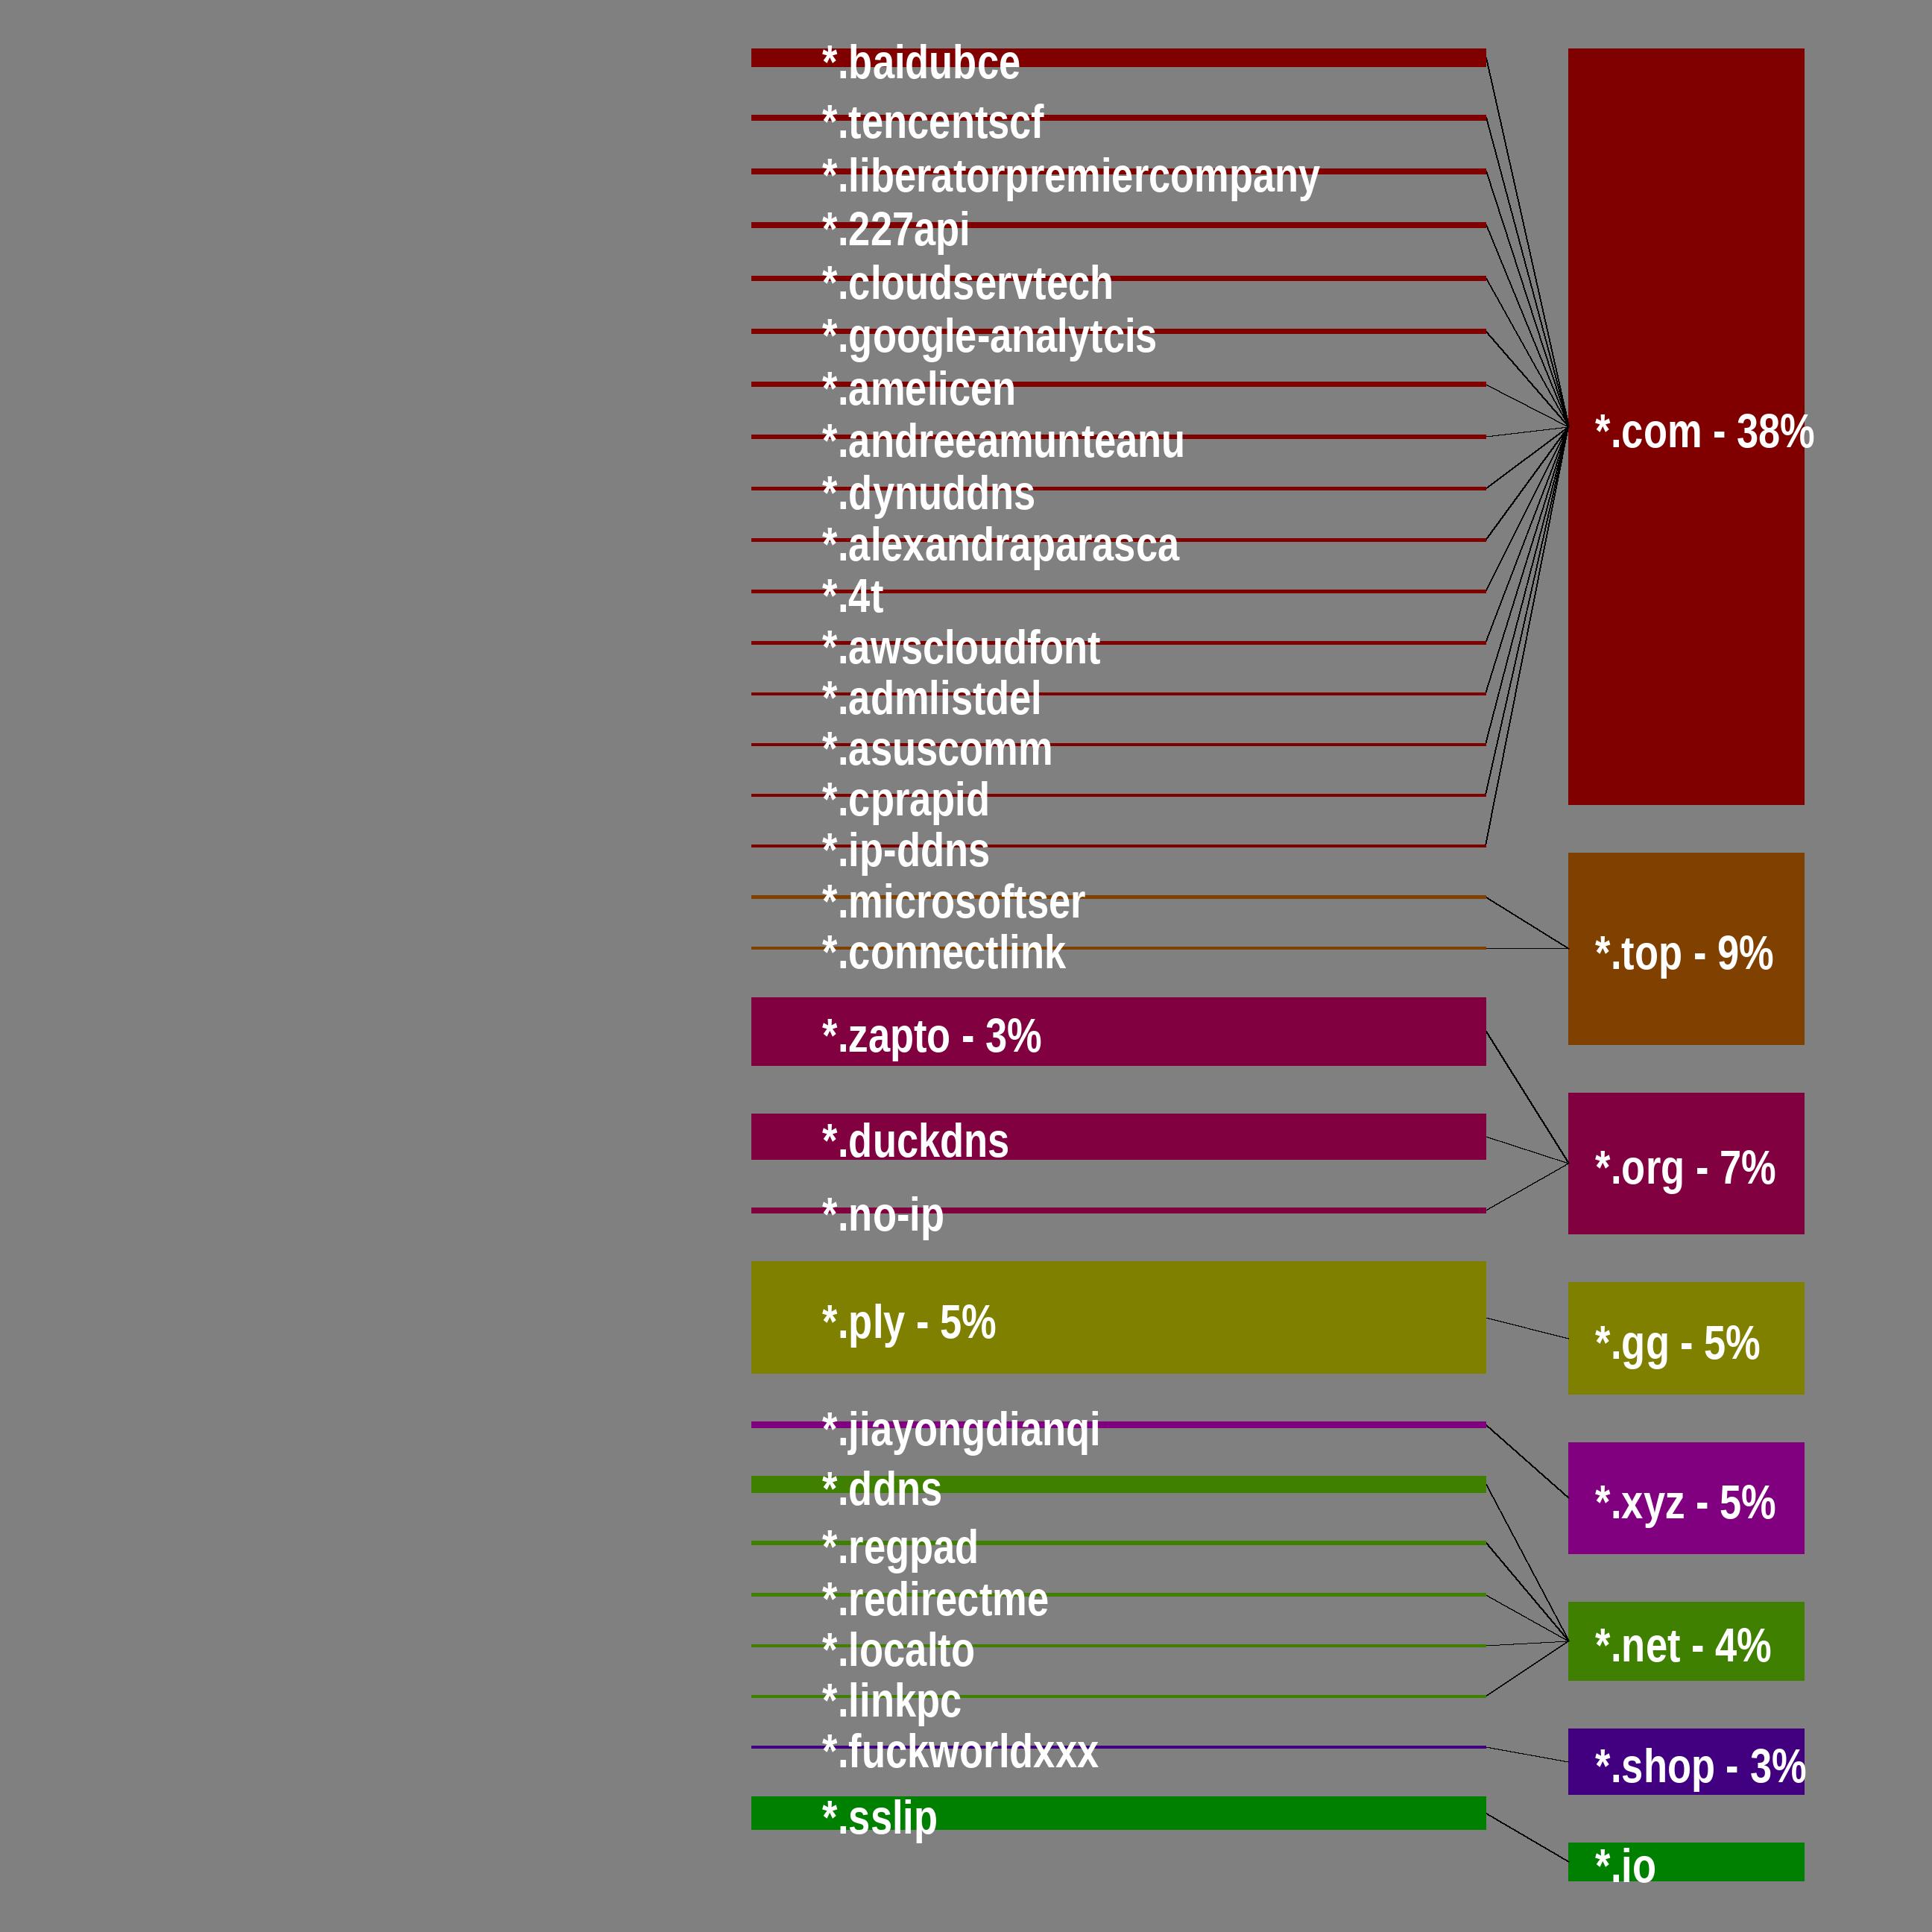 *.baidubce
*.tencentscf
*.liberatorpremiercompany
*.227api
*.cloudservtech
*.google-analytcis
*.amelicen
*.andreeamunteanu
*.dynuddns
*.alexandraparasca
*.4t
*.awscloudfont
*.admlistdel
*.asuscomm
*.cprapid
*.ip-ddns
*.microsoftser
*.connectlink
*.zapto - 3%
*.duckdns
*.no-ip
*.ply - 5%
*.jiayongdianqi
*.ddns
*.regpad
*.redirectme
*.localto
*.linkpc
*.fuckworldxxx
*.sslip
*.com - 38%
*.top - 9%
*.org - 7%
*.gg - 5%
*.xyz - 5%
*.net - 4%
*.shop - 3%
*.io